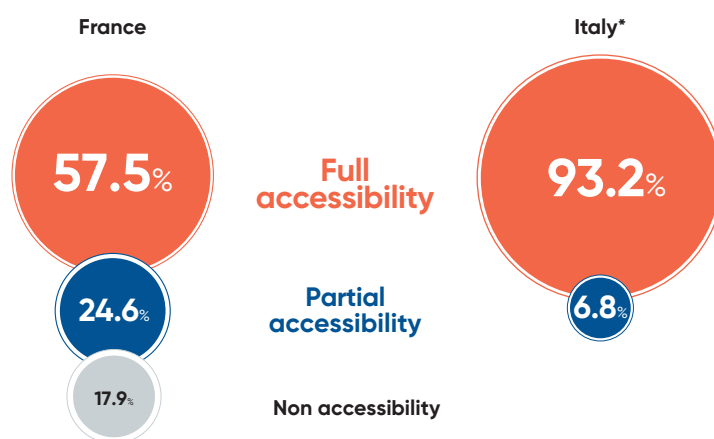 France
Italy*
57.5%
Full
accessibility
93.2%
24.6%
Partial
accessibility
6.8%
17.9%
Non accessibility